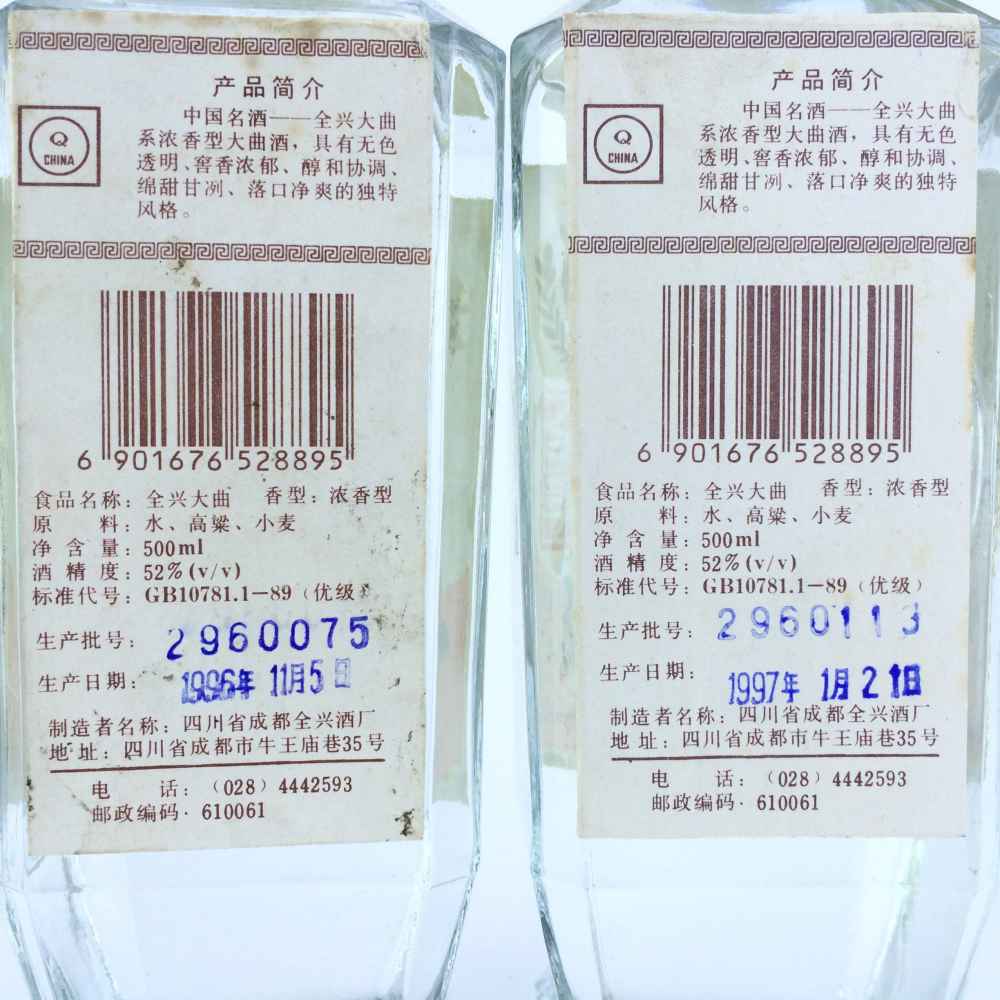 产品简介
Q
CHINA
中国名酒——全兴大曲
系浓香型大曲酒，具有无色
透明、窖香浓郁、醇和协调、
绵甜甘冽、落口净爽的独特
风格。
6 901676 528895
食品名称：全兴大曲 香型：浓香型
原 料：水、高粱、小麦
净含量：500ml
酒精度：52%(v/v)
标准代号：GB10781.1—89（优级）
生产批号：2960075
生产日期：1996年 11月5日
制造者名称：四川省成都全兴酒厂
地址：四川省成都市牛王庙巷35号
电 话：（028）4442593
邮政编码·610061
产品简介
Q
CHINA
中国名酒——全兴大曲
系浓香型大曲酒，具有无色
透明、窖香浓郁、醇和协调、
绵甜甘冽、落口净爽的独特
风格。
6 901676 528895
食品名称：全兴大曲 香型：浓香型
原 料：水、高粱、小麦
净含量：500ml
酒精度：52%(v/v)
标准代号：GB10781.1—89（优级）
生产批号：2960113
生产日期：1997年 1月21日
制造者名称：四川省成都全兴酒厂
地址：四川省成都市牛王庙巷35号
电 话：（028）4442593
邮政编码·610061